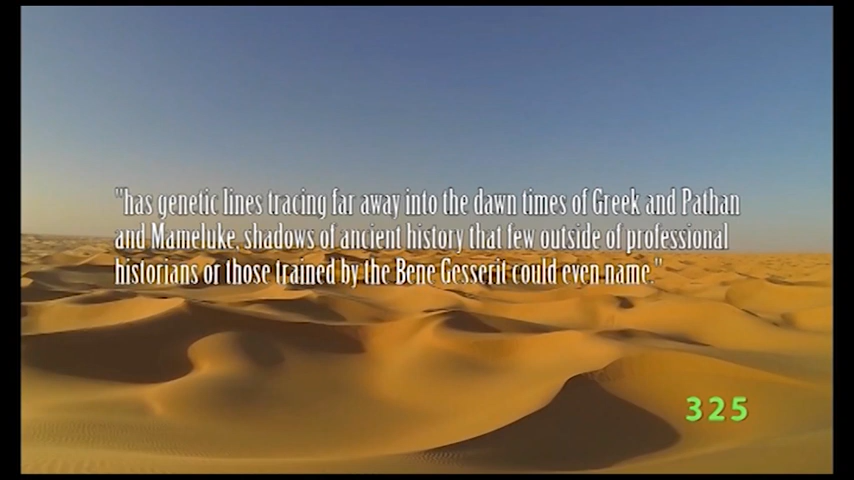 "has genetic lines tracing far away into the dawn times of Greek and Pathan
and Mameluke, shadows of ancient history that few outside of professional
historians or those trained by the Bene Gesserit could even name."
325